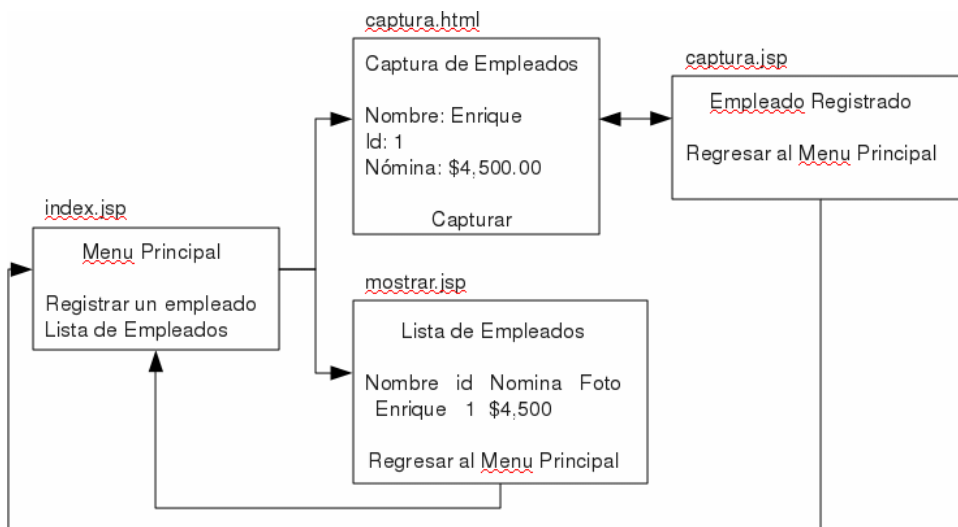 captura.html
Captura de Empleados
Nombre: Enrique
Id: 1
Nómina: $4,500.00
Capturar
captura.jsp
Empleado Registrado
Regresar al Menu Principal
index.jsp
Menu Principal
Registrar un empleado
Lista de Empleados
mostrar.jsp
Lista de Empleados
Nombre id Nomina Foto
Enrique 1 $4,500
Regresar al Menu Principal